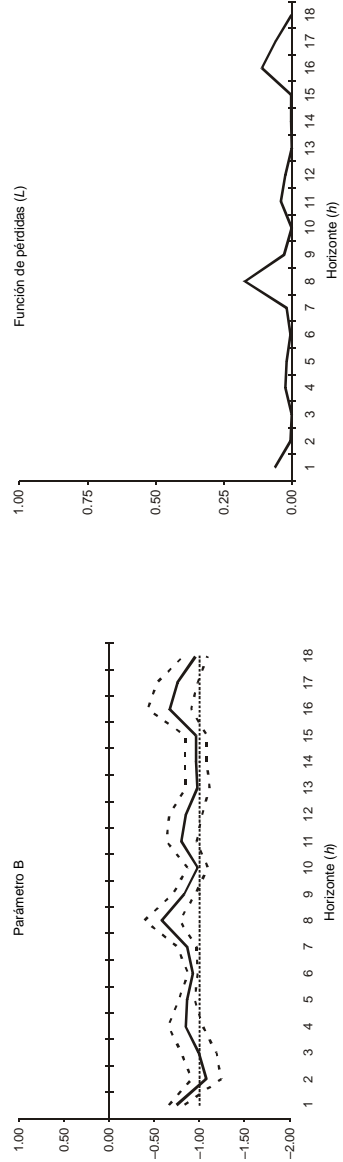 Parámetro B
1.00
0.50
0.00
–0.50
–1.00
–1.50
–2.00
1 2 3 4 5 6 7 8 9 10 11 12 13 14 15 16 17 18
Horizonte (h)
Función de pérdidas (L)
1.00
0.75
0.50
0.25
0.00
1 2 3 4 5 6 7 8 9 10 11 12 13 14 15 16 17 18
Horizonte (h)